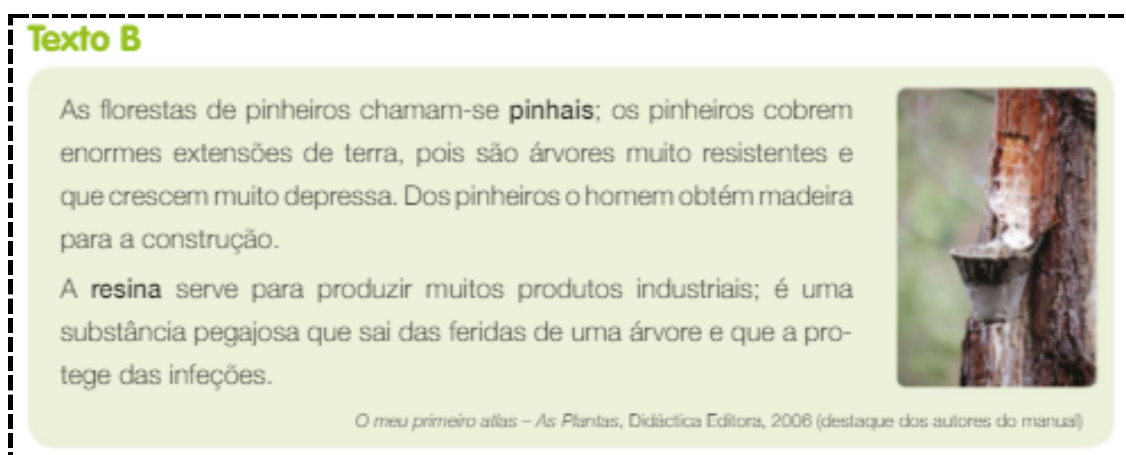 Texto B
As florestas de pinheiros chamam-se pinhais; os pinheiros cobrem
enormes extensões de terra, pois são árvores muito resistentes e
que crescem muito depressa. Dos pinheiros o homem obtém madeira
para a construção.
A resina serve para produzir muitos produtos industriais; é uma
substância pegajosa que sai das feridas de uma árvore e que a pro-
tege das infeções.
O meu primeiro atlas – As Plantas, Didáctica Editora, 2006 (destaque dos autores do manual)